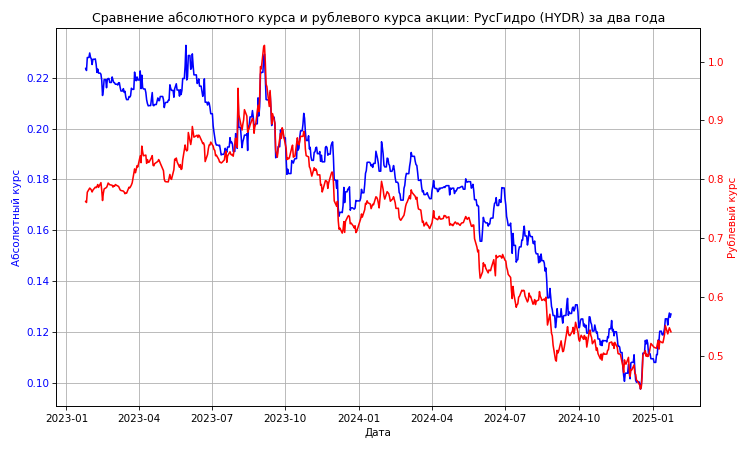 Сравнение абсолютного курса и рублевого курса акции: РусГидро (HYDR) за два года
Абсолютный курс
0.22
0.20
0.18
0.16
0.14
0.12
0.10
1.0
0.9
0.8
0.7
0.6
0.5
Рублевый курс
2023-01 2023-04 2023-07 2023-10 2024-01 2024-04 2024-07 2024-10 2025-01
Дата